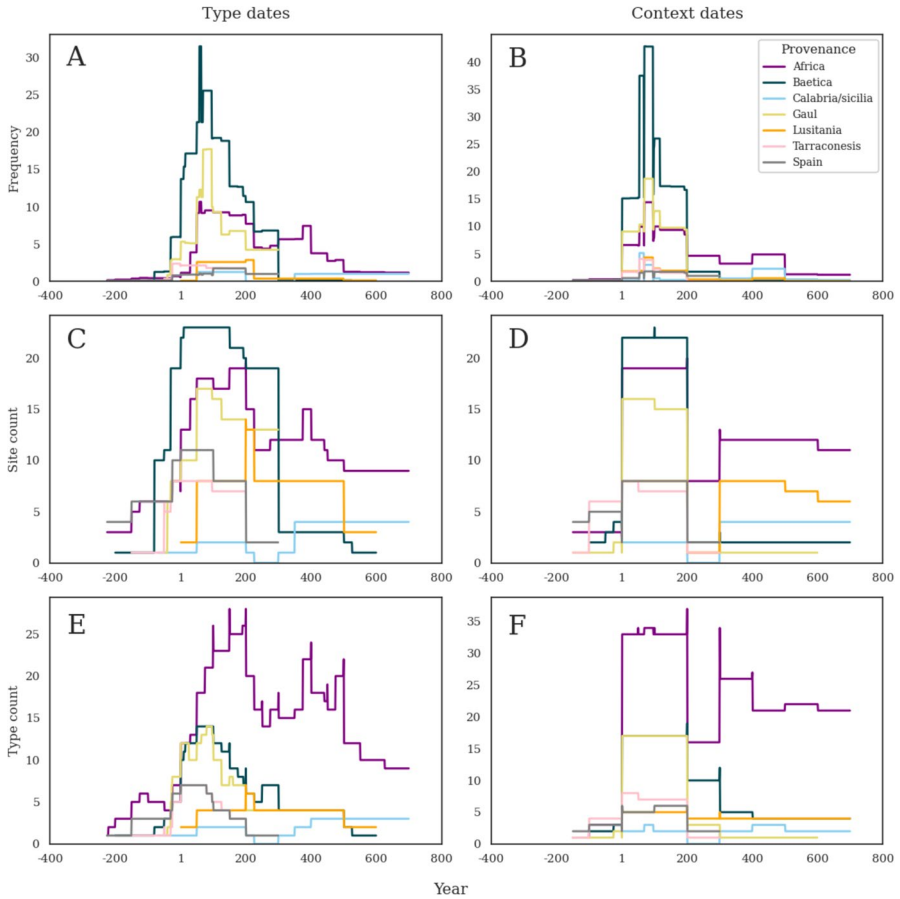 Type dates
Context dates
A
B
Provenance
Africa
Baetica
Calabria/sicilia
Gaul
Lusitania
Tarraconesis
Spain
Frequency
30
25
20
15
10
5
0
-400 -200 1 200 400 600 800
40
35
30
25
20
15
10
5
0
-400 -200 1 200 400 600 800
C
D
Site count
20
15
10
5
0
-400 -200 1 200 400 600 800
20
15
10
5
0
-400 -200 1 200 400 600 800
E
F
Type count
25
20
15
10
5
0
-400 -200 1 200 400 600 800
35
30
25
20
15
10
5
0
-400 -200 1 200 400 600 800
Year